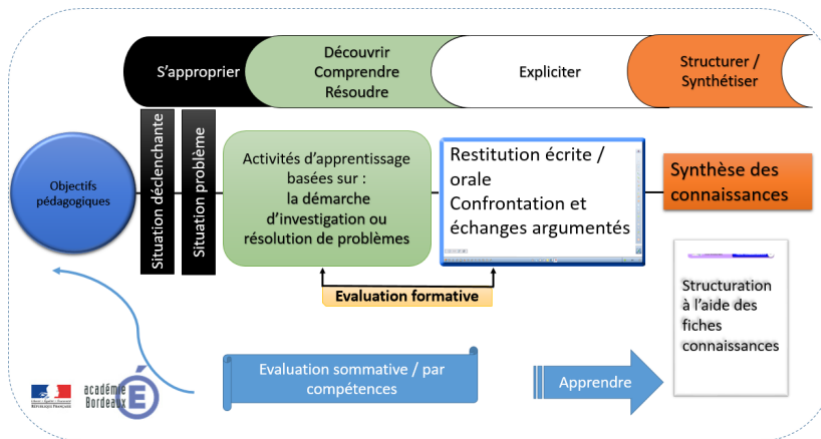 S'approprier
Découvrir
Comprendre
Résoudre
Expliciter
Structurer /
Synthétiser
Objectifs
pédagogiques
Situation déclenchante
Situation problème
Activités d'apprentissage
basées sur :
la démarche
d'investigation ou
résolution de problèmes
Restitution écrite /
orale
Confrontation et
échanges argumentés
Synthèse des
connaissances
Evaluation formative
Structuration
à l'aide des
fiches
connaissances
Evaluation sommative / par
compétences
Apprendre
académie
Bordeaux
RÉPUBLIQUE FRANÇAISE